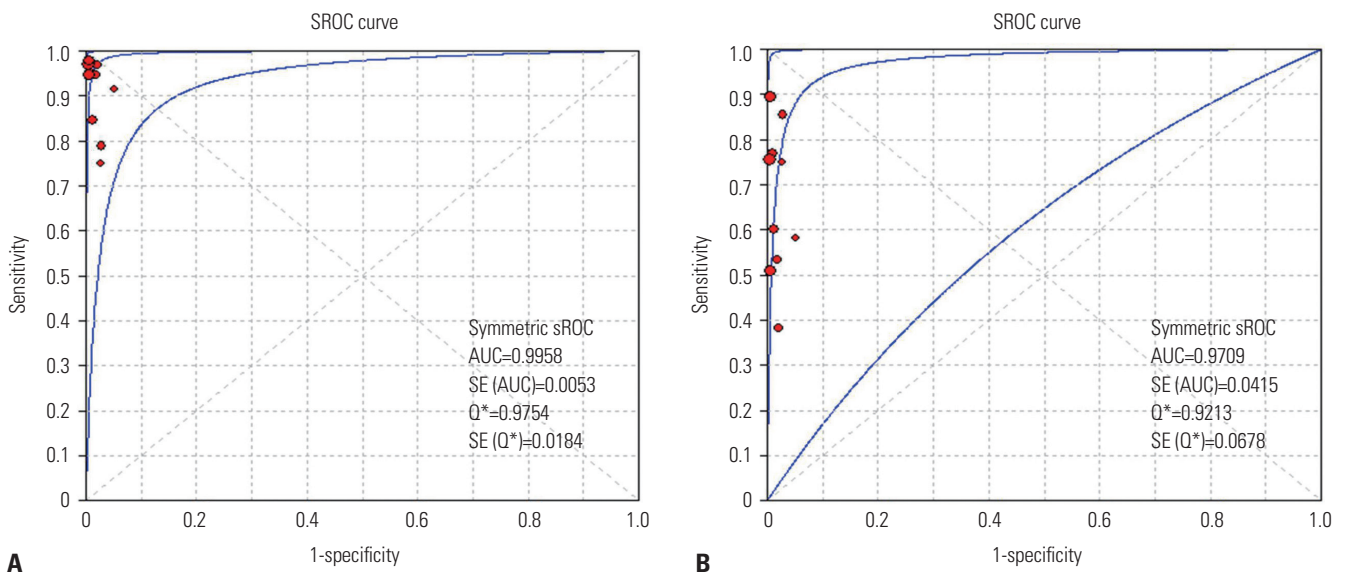 SROC curve
1.0
0.9
0.8
0.7
0.6
0.5
0.4
0.3
0.2
0.1
0
Sensitivity
Symmetric sROC
AUC=0.9958
SE (AUC)=0.0053
Q*=0.9754
SE (Q*)=0.0184
0 0.2 0.4 0.6 0.8 1.0
1-specificity
A
SROC curve
1.0
0.9
0.8
0.7
0.6
0.5
0.4
0.3
0.2
0.1
0
Sensitivity
Symmetric sROC
AUC=0.9709
SE (AUC)=0.0415
Q*=0.9213
SE (Q*)=0.0678
0 0.2 0.4 0.6 0.8 1.0
1-specificity
B